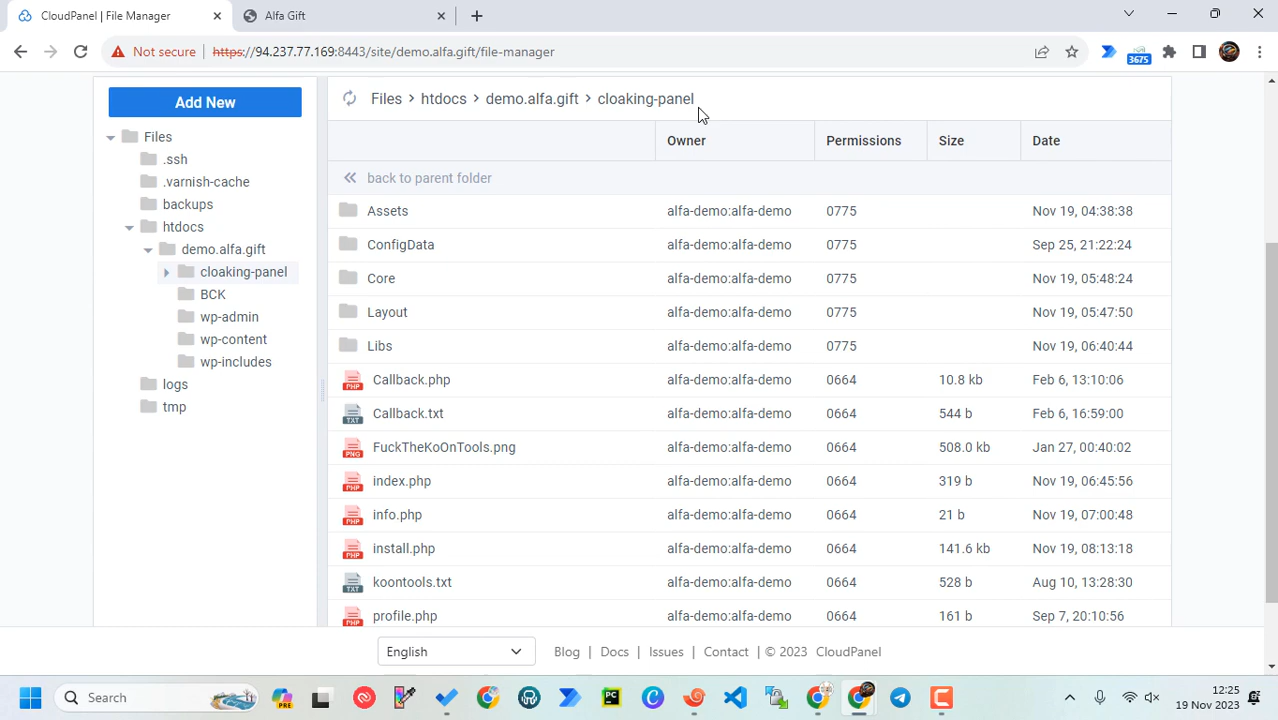 CloudPanel | File Manager
Alfa Gift
Not secure
https://94.237.77.169:8443/site/demo.alfa.gift/file-manager
3675
Add New
Files
.ssh
.varnish-cache
backups
htdocs
demo.alfa.gift
cloaking-panel
BCK
wp-admin
wp-content
wp-includes
logs
tmp
Files > htdocs > demo.alfa.gift > cloaking-panel
Owner Permissions Size Date
back to parent folder
Assets alfa-demo:alfa-demo 0775 Nov 19, 04:38:38
ConfigData alfa-demo:alfa-demo 0775 Sep 25, 21:22:24
Core alfa-demo:alfa-demo 0775 Nov 19, 05:48:24
Layout alfa-demo:alfa-demo 0775 Nov 19, 05:47:50
Libs alfa-demo:alfa-demo 0775 Nov 19, 06:40:44
PHP Callback.php alfa-demo:alfa-demo 0664 10.8 kb Feb 6, 13:10:06
TXT Callback.txt alfa-demo:alfa-demo 0664 544 b Feb 6, 16:59:00
PNG FuckTheKoOnTools.png alfa-demo:alfa-demo 0664 508.0 kb Jan 27, 00:40:02
PHP index.php alfa-demo:alfa-demo 0664 319 b Nov 19, 06:45:56
PHP info.php alfa-demo:alfa-demo 0664 21 b Nov 19, 07:00:48
PHP install.php alfa-demo:alfa-demo 0664 141.6 kb Nov 19, 08:13:18
TXT koontools.txt alfa-demo:alfa-demo 0664 528 b Aug 10, 13:28:30
PHP profile.php alfa-demo:alfa-demo 0664 161 b Sep 7, 20:10:56
English Blog | Docs | Issues | Contact | © 2023 CloudPanel
Search
PRE
PC
12:25
19 Nov 2023